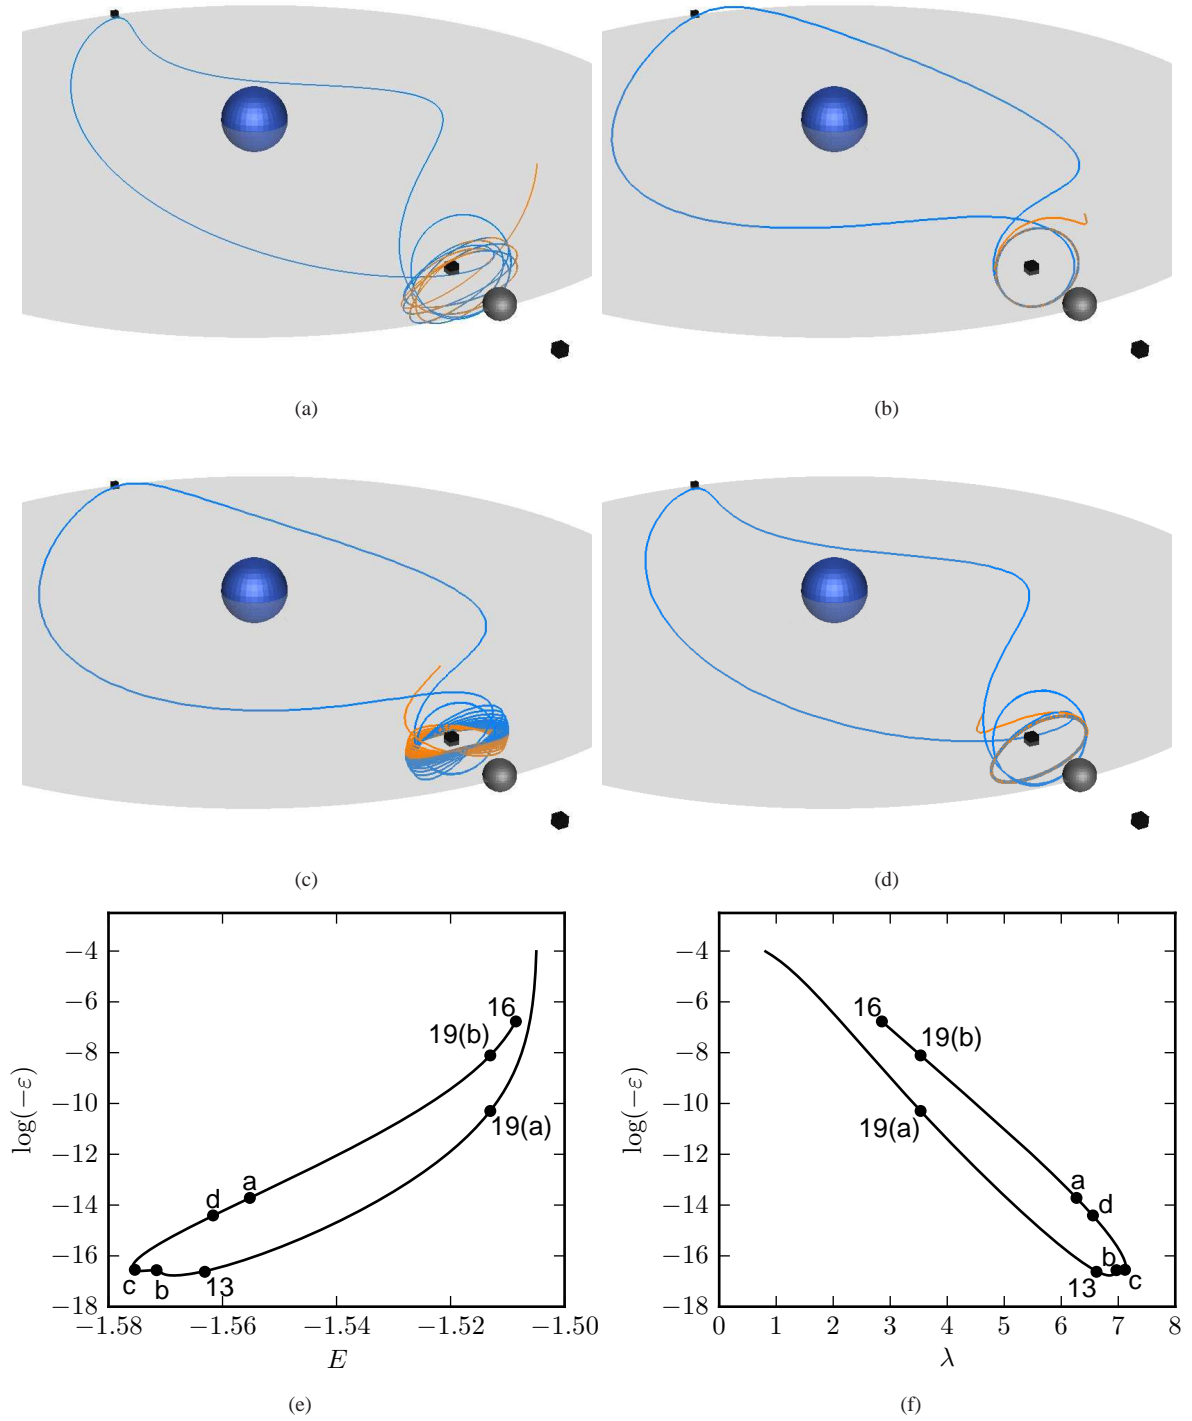 (a)
(b)
(c)
(d)
−4
−6
−8
−10
−12
−14
−16
−18
log(−ε)
16
19(b)
19(a)
a
d
c
b
13
−1.58
−1.56
−1.54
−1.52
−1.50
E
(e)
−4
−6
−8
−10
−12
−14
−16
−18
log(−ε)
16
19(b)
19(a)
a
d
b
13
c
0
1
2
3
4
5
6
7
8
λ
(f)